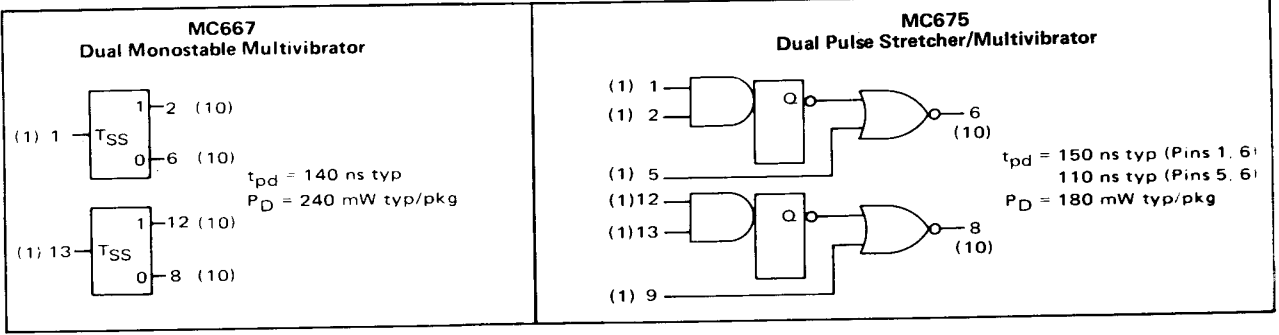 MC667
Dual Monostable Multivibrator
1 2 (10)
(1) 1 TSS
0 6 (10)
tpd = 140 ns typ
PD = 240 mW typ/pkg
1 12 (10)
(1) 13 TSS
0 8 (10)
MC675
Dual Pulse Stretcher/Multivibrator
(1) 1
Q
(1) 2
6
(10)
(1) 5
tpd = 150 ns typ (Pins 1, 6)
110 ns typ (Pins 5, 6)
PD = 180 mW typ/pkg
(1) 12
Q
(1) 13
8
(10)
(1) 9